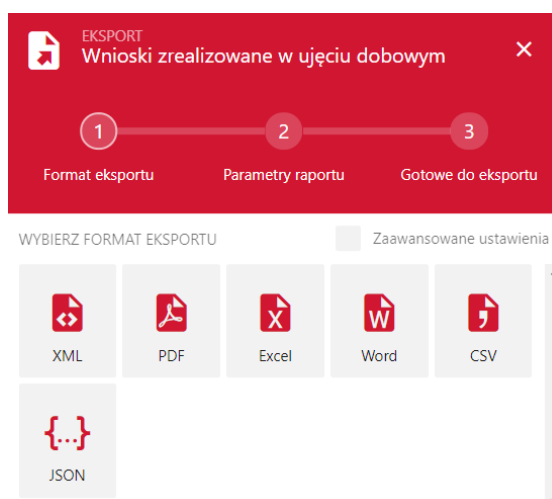 EKSPORT
Wnioski zrealizowane w ujęciu dobowym
1 2 3
Format eksportu Parametry raportu Gotowe do eksportu
WYBIERZ FORMAT EKSPORTU Zaawansowane ustawienia
XML PDF Excel Word CSV
{...}
JSON